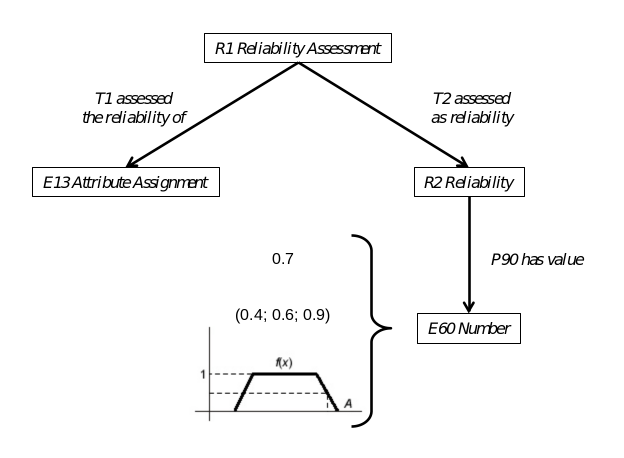 R1 Reliability Assessment
T1 assessed
the reliability of
T2 assessed
as reliability
E13 Attribute Assignment
R2 Reliability
0.7
P90 has value
(0.4; 0.6; 0.9)
E60 Number
f(x)
1
A